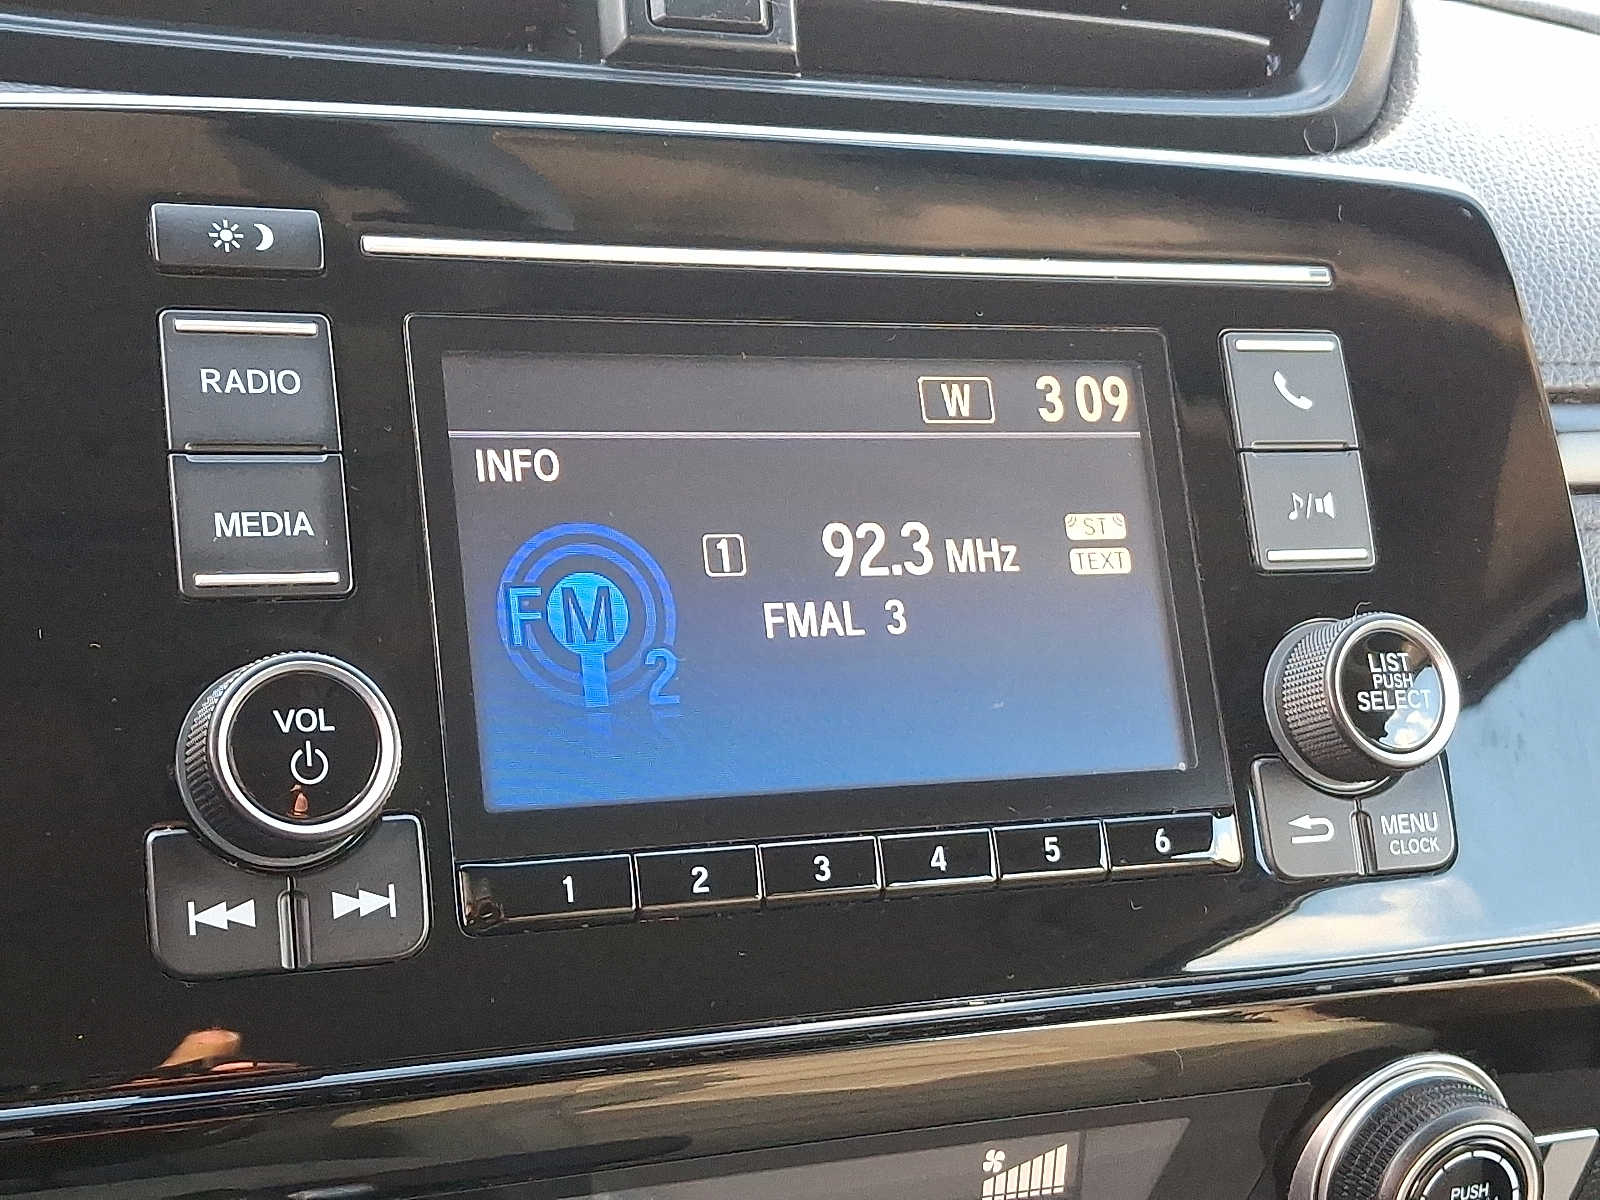 W 3 09
INFO
1 92.3 MHz ST
TEXT
FMAL 3
FM
2
RADIO
MEDIA
VOL
LIST
PUSH
SELECT
MENU
CLOCK
1 2 3 4 5 6
PUSH